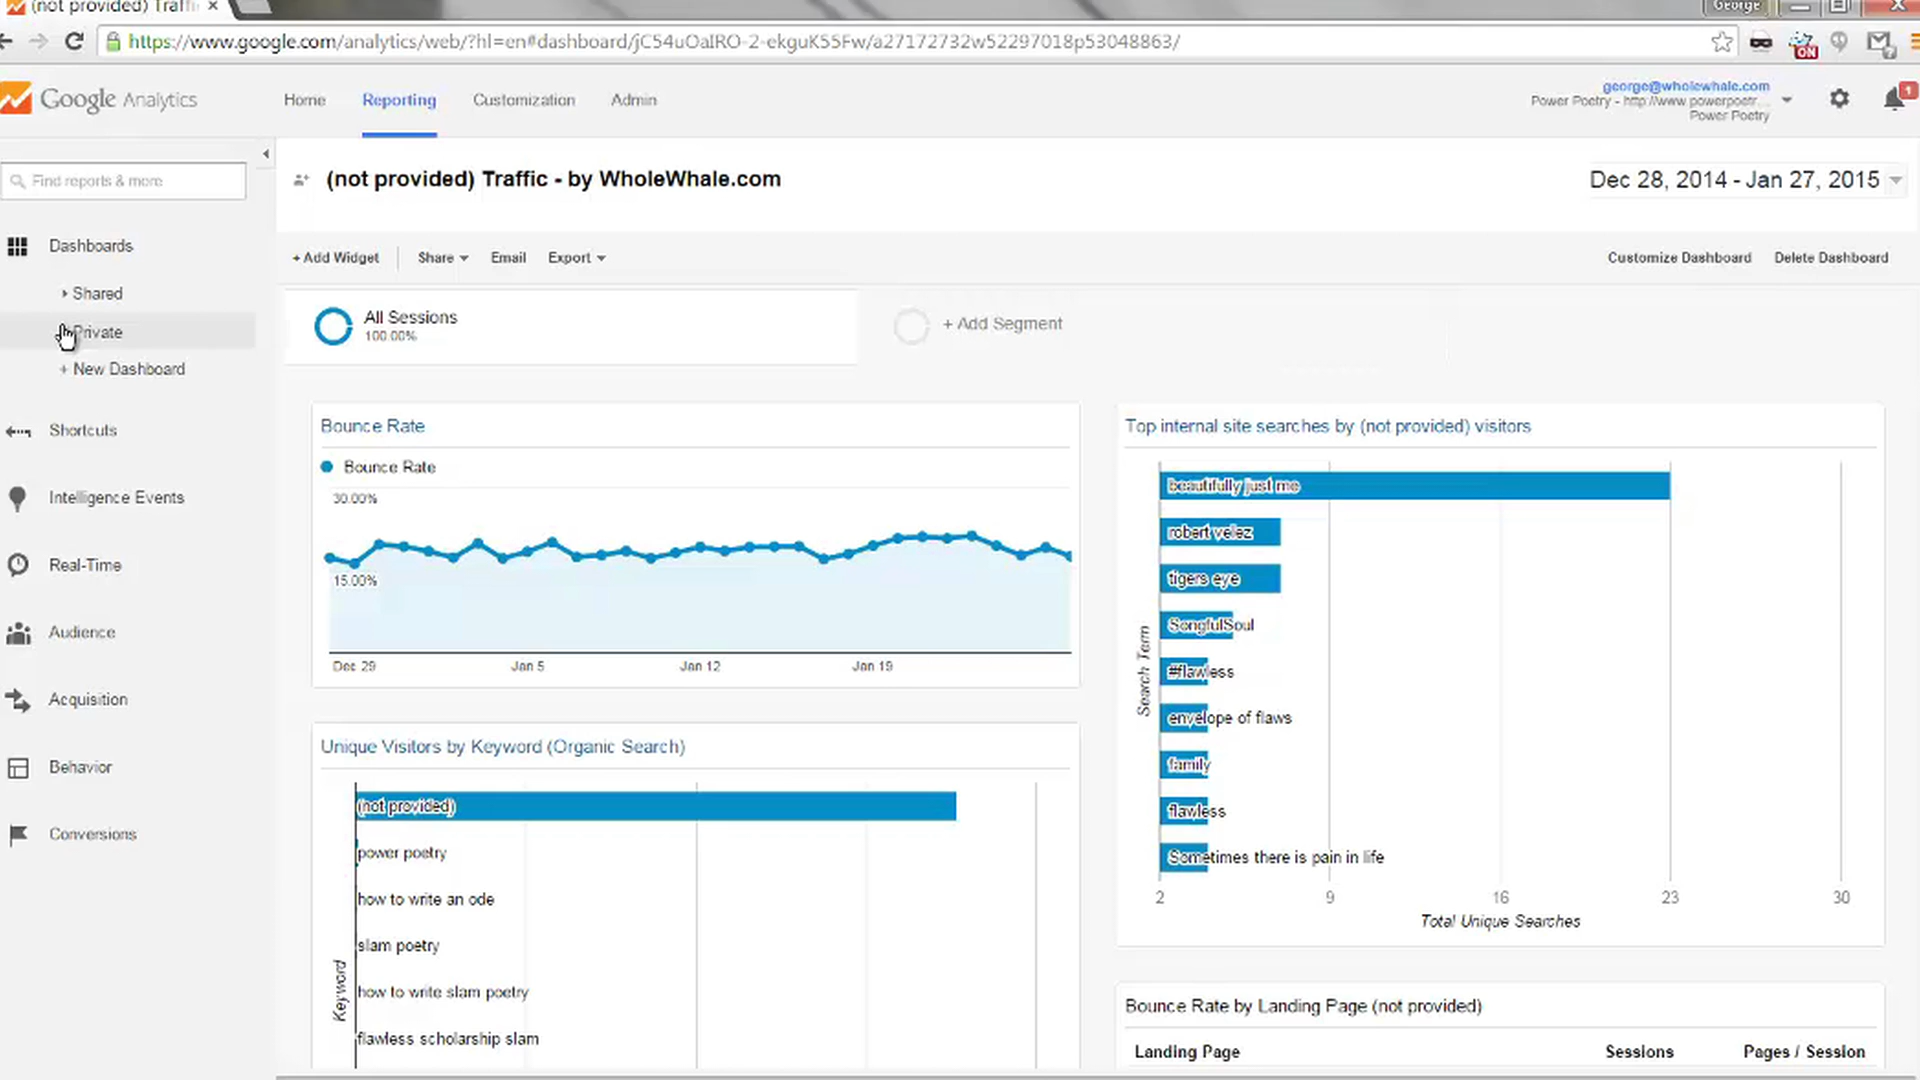 (not provided) Traffi
George
https://www.google.com/analytics/web/?hl=en#dashboard/jC54uOaIRO-2-ekguK55Fw/a27172732w52297018p53048863/
ON
Google Analytics
Home
Reporting
Customization
Admin
george@wholewhale.com
Power Poetry - http://www.powerpoetr...
Power Poetry
1
Find reports & more
(not provided) Traffic - by WholeWhale.com
Dec 28, 2014 - Jan 27, 2015
Dashboards
Shared
Private
+ New Dashboard
Shortcuts
Intelligence Events
Real-Time
Audience
Acquisition
Behavior
Conversions
+ Add Widget
Share
Email
Export
Customize Dashboard
Delete Dashboard
All Sessions
100.00%
+ Add Segment
Bounce Rate
Bounce Rate
30.00%
15.00%
Dec 29
Jan 5
Jan 12
Jan 19
Unique Visitors by Keyword (Organic Search)
Keyword
(not provided)
power poetry
how to write an ode
slam poetry
how to write slam poetry
flawless scholarship slam
Top internal site searches by (not provided) visitors
Search Term
beautifully just me
robert velez
tigers eye
SongfulSoul
#flawless
envelope of flaws
family
flawless
Sometimes there is pain in life
2
9
16
23
30
Total Unique Searches
Bounce Rate by Landing Page (not provided)
Landing Page
Sessions
Pages / Session